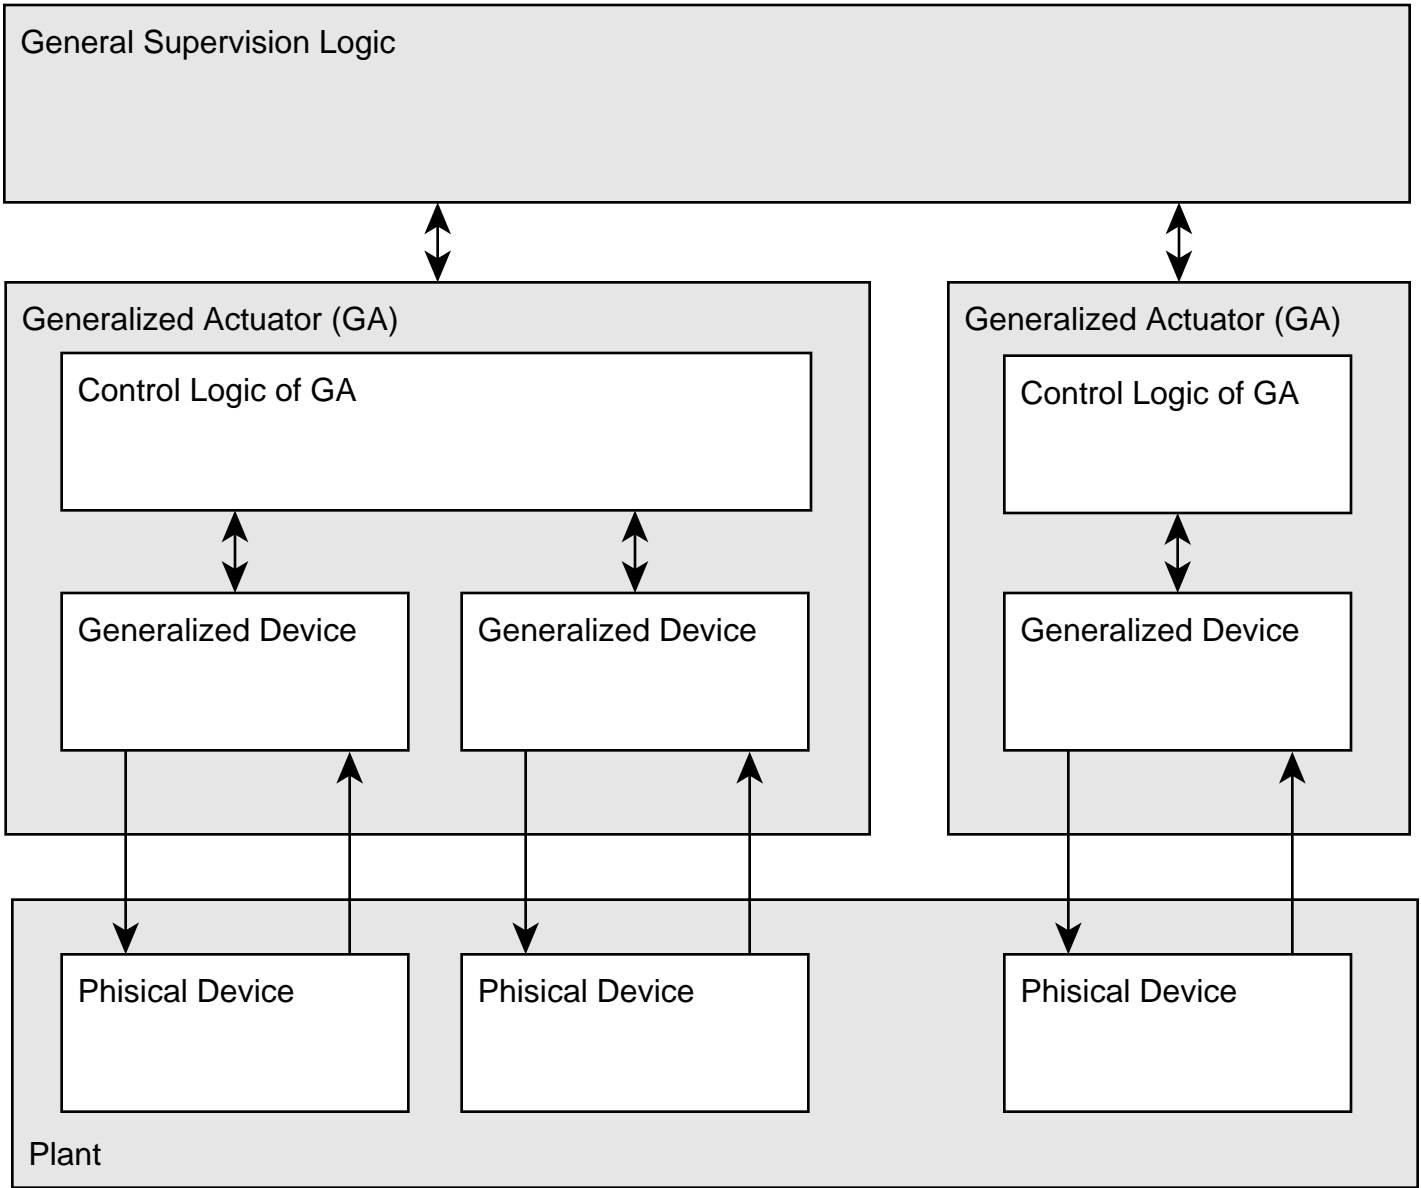 General Supervision Logic
Generalized Actuator (GA)
Control Logic of GA
Generalized Device
Generalized Device
Generalized Actuator (GA)
Control Logic of GA
Generalized Device
Phisical Device
Phisical Device
Phisical Device
Plant